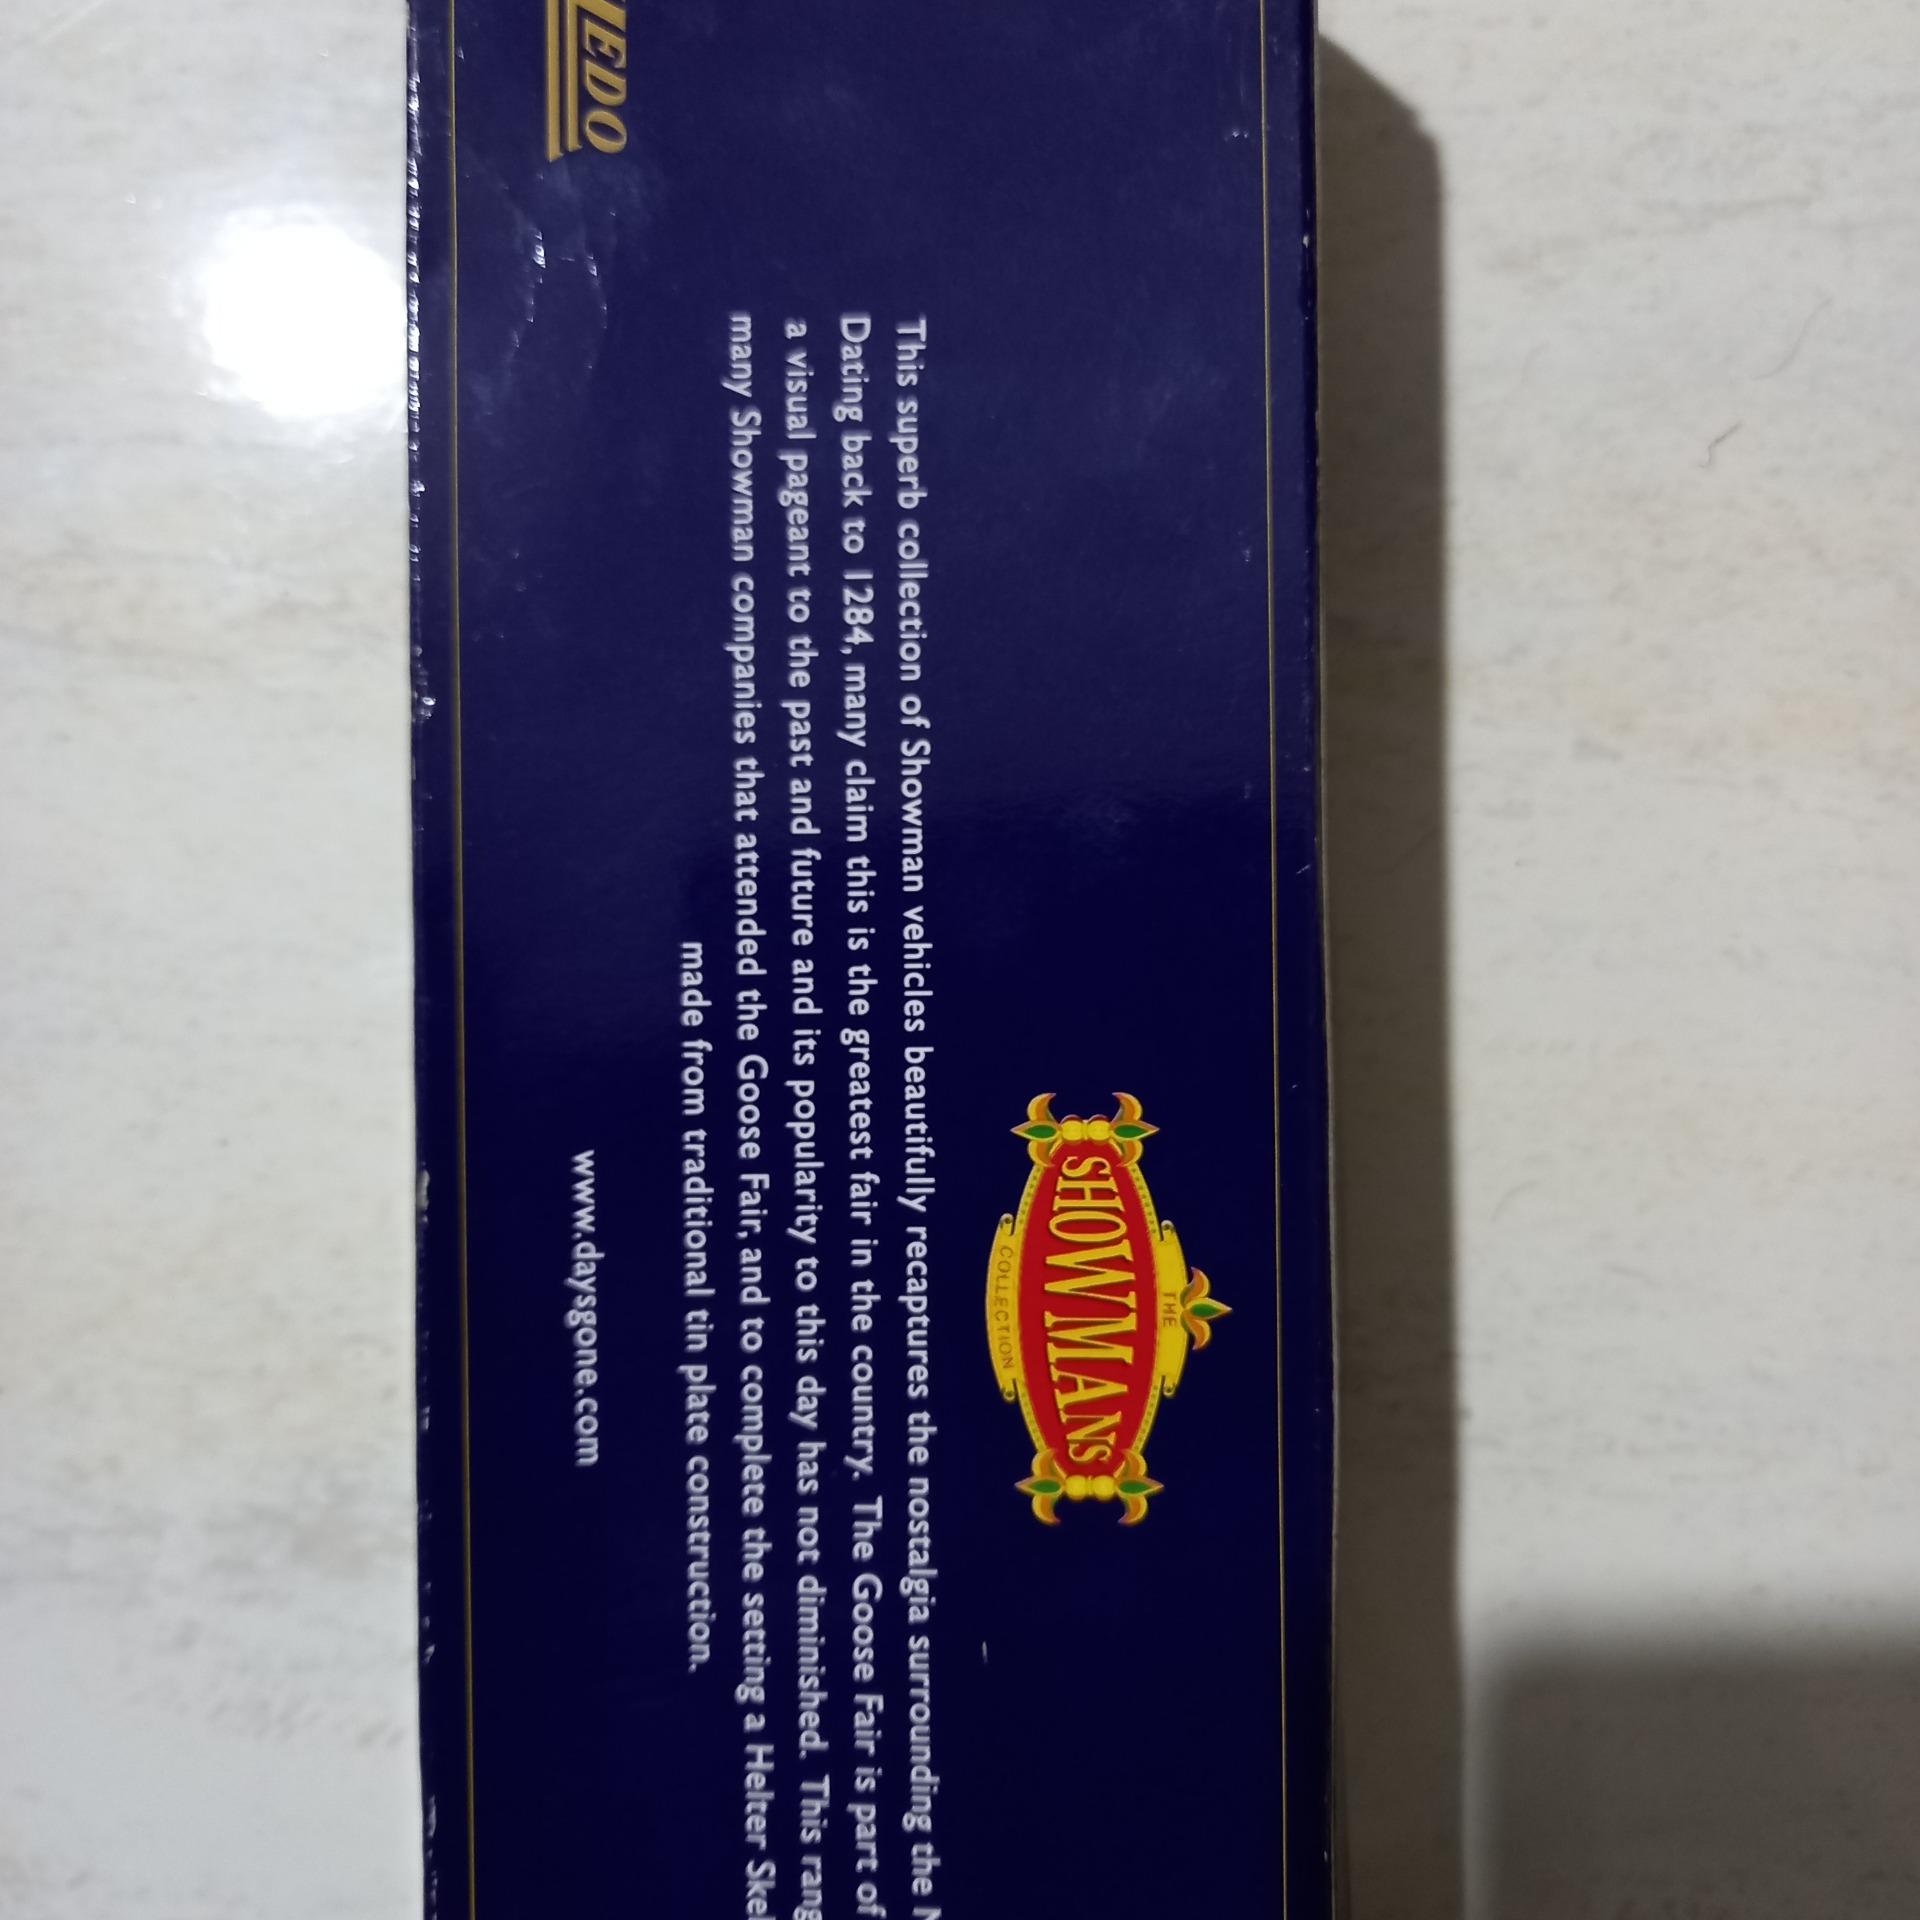 THE
SHOWMANS
COLLECTION
This superb collection of Showman vehicles beautifully recaptures the nostalgia surrounding the
Dating back to 1284, many claim this is the greatest fair in the country. The Goose Fair is part of
a visual pageant to the past and future and its popularity to this day has not diminished. This
many Showman companies that attended the Goose Fair, and to complete the setting a Helter
made from traditional tin plate construction.
www.daysgone.com